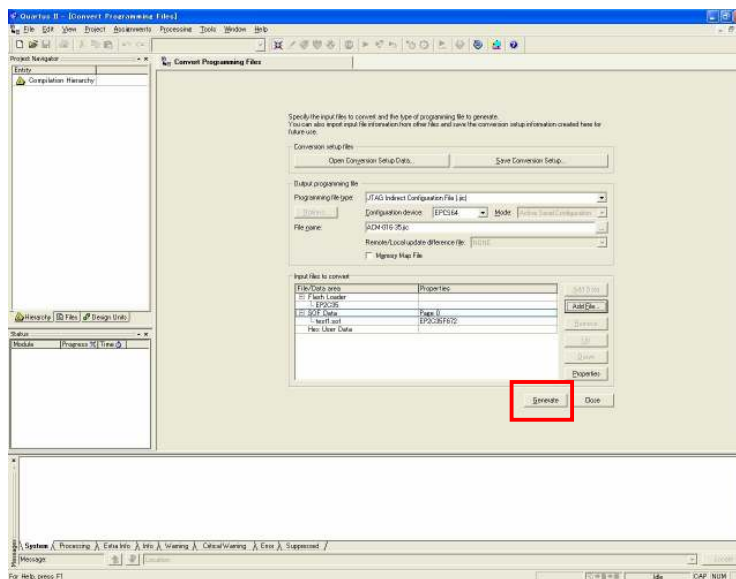 Quartus II - [Convert Programming Files]
File Edit View Project Assignments Processing Tools Window Help
Project Navigator
Entity
Compilation Hierarchy
Hierarchy Files Design Units
Convert Programming Files
Specify the input files to convert and the type of programming file to generate.
You can also import input file information from other files and save the conversion setup information created here for
future use.
Conversion setup files
Open Conversion Setup Data...
Save Conversion Setup...
Output programming file
Programming file type: JTAG Indirect Configuration File (.jic)
Options... Configuration device: EPCS64 Mode: Active Serial Configuration
File name: ACM-016-35.jic
Remote/Local update difference file: NONE
Memory Map File
Input files to convert
File/Data area Properties
Flash Loader
EP2C35
SOF Data Page_0
test1.sof EP2C35F672
Hex User Data
Add File...
Remove
Up
Down
Properties
Generate Close
Status
Module Progress % Time
System Processing Extra Info Info Warning Critical Warning Error Suppressed
Messages
Message: Location:
Locate
For Help, press F1
Idle CAP NUM